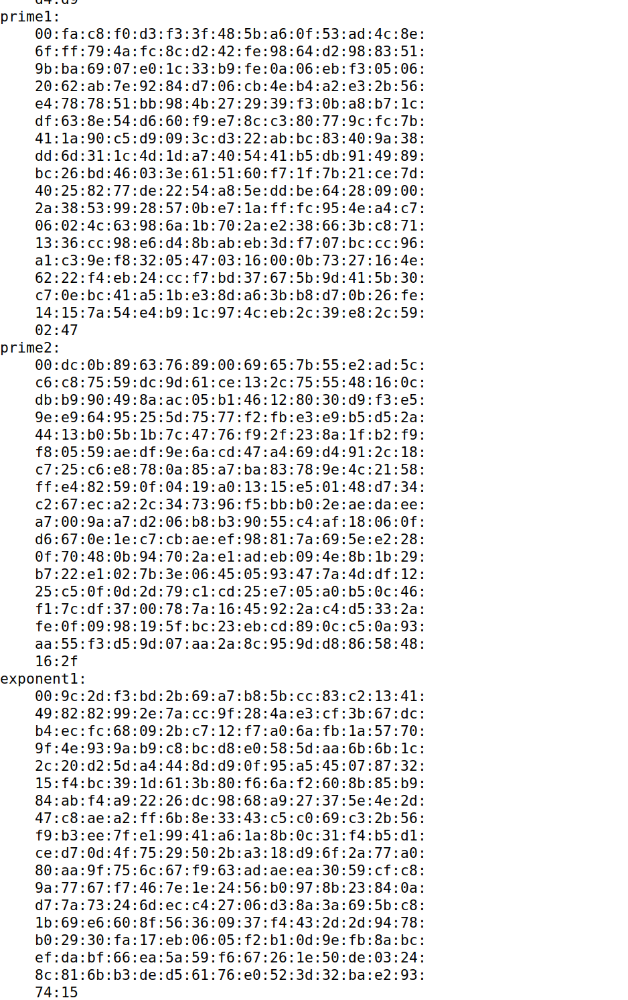 d4:d9
prime1:
00:fa:c8:f0:d3:f3:3f:48:5b:a6:0f:53:ad:4c:8e:
6f:ff:79:4a:fc:8c:d2:42:fe:98:64:d2:98:83:51:
9b:ba:69:07:e0:1c:33:b9:fe:0a:06:eb:f3:05:06:
20:62:ab:7e:92:84:d7:06:cb:4e:b4:a2:e3:2b:56:
e4:78:78:51:bb:98:4b:27:29:39:f3:0b:a8:b7:1c:
df:63:8e:54:d6:60:f9:e7:8c:c3:80:77:9c:fc:7b:
41:1a:90:c5:d9:09:3c:d3:22:ab:bc:83:40:9a:38:
dd:6d:31:1c:4d:1d:a7:40:54:41:b5:db:91:49:89:
bc:26:bd:46:03:3e:61:51:60:f7:1f:7b:21:ce:7d:
40:25:82:77:de:22:54:a8:5e:dd:be:64:28:09:00:
2a:38:53:99:28:57:0b:e7:1a:ff:fc:95:4e:a4:c7:
06:02:4c:63:98:6a:1b:70:2a:e2:38:66:3b:c8:71:
13:36:cc:98:e6:d4:8b:ab:eb:3d:f7:07:bc:cc:96:
a1:c3:9e:f8:32:05:47:03:16:00:0b:73:27:16:4e:
62:22:f4:eb:24:cc:f7:bd:37:67:5b:9d:41:5b:30:
c7:0e:bc:41:a5:1b:e3:8d:a6:3b:b8:d7:0b:26:fe:
14:15:7a:54:e4:b9:1c:97:4c:eb:2c:39:e8:2c:59:
02:47
prime2:
00:dc:0b:89:63:76:89:00:69:65:7b:55:e2:ad:5c:
c6:c8:75:59:dc:9d:61:ce:13:2c:75:55:48:16:0c:
db:b9:90:49:8a:ac:05:b1:46:12:80:30:d9:f3:e5:
9e:e9:64:95:25:5d:75:77:f2:fb:e3:e9:b5:d5:2a:
44:13:b0:5b:1b:7c:47:76:f9:2f:23:8a:1f:b2:f9:
f8:05:59:ae:df:9e:6a:cd:47:a4:69:d4:91:2c:18:
c7:25:c6:e8:78:0a:85:a7:ba:83:78:9e:4c:21:58:
ff:e4:82:59:0f:04:19:a0:13:15:e5:01:48:d7:34:
c2:67:ec:a2:2c:34:73:96:f5:bb:b0:2e:ae:da:ee:
a7:00:9a:a7:d2:06:b8:b3:90:55:c4:af:18:06:0f:
d6:67:0e:1e:c7:cb:ae:ef:98:81:7a:69:5e:e2:28:
0f:70:48:0b:94:70:2a:e1:ad:eb:09:4e:8b:1b:29:
b7:22:e1:02:7b:3e:06:45:05:93:47:7a:4d:df:12:
25:c5:0f:0d:2d:79:c1:cd:25:e7:05:a0:b5:0c:46:
f1:7c:df:37:00:78:7a:16:45:92:2a:c4:d5:33:2a:
fe:0f:09:98:19:5f:bc:23:eb:cd:89:0c:c5:0a:93:
aa:55:f3:d5:9d:07:aa:2a:8c:95:9d:d8:86:58:48:
16:2f
exponent1:
00:9c:2d:f3:bd:2b:69:a7:b8:5b:cc:83:c2:13:41:
49:82:82:99:2e:7a:cc:9f:28:4a:e3:cf:3b:67:dc:
b4:ec:fc:68:09:2b:c7:12:f7:a0:6a:fb:1a:57:70:
9f:4e:93:9a:b9:c8:bc:d8:e0:58:5d:aa:6b:6b:1c:
2c:20:d2:5d:a4:44:8d:d9:0f:95:a5:45:07:87:32:
15:f4:bc:39:1d:61:3b:80:f6:6a:f2:60:8b:85:b9:
84:ab:f4:a9:22:26:dc:98:68:a9:27:37:5e:4e:2d:
47:c8:ae:a2:ff:6b:8e:33:43:c5:c0:69:c3:2b:56:
f9:b3:ee:7f:e1:99:41:a6:1a:8b:0c:31:f4:b5:d1:
ce:d7:0d:4f:75:29:50:2b:a3:18:d9:6f:2a:77:a0:
80:aa:9f:75:6c:67:f9:63:ad:ae:ea:30:59:cf:c8:
9a:77:67:f7:46:7e:1e:24:56:b0:97:8b:23:84:0a:
d7:7a:73:24:6d:ec:c4:27:06:d3:8a:3a:69:5b:c8:
1b:69:e6:60:8f:56:36:09:37:f4:43:2d:2d:94:78:
b0:29:30:fa:17:eb:06:05:f2:b1:0d:9e:fb:8a:bc:
ef:da:bf:66:ea:5a:59:f6:67:26:1e:50:de:03:24:
8c:81:6b:b3:de:d5:61:76:e0:52:3d:32:ba:e2:93:
74:15